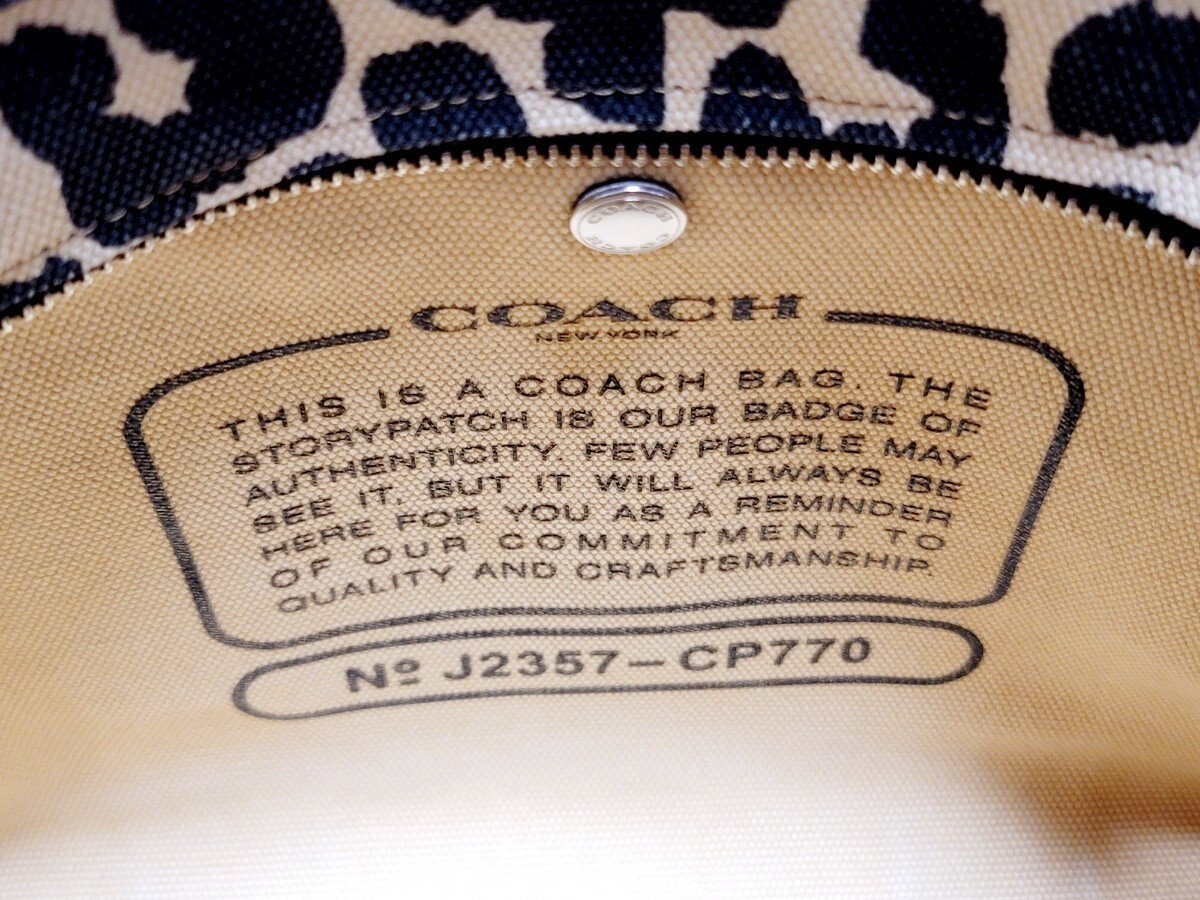 COACH
COACH
COACH
NEW YORK
THIS IS A COACH BAG. THE
STORYPATCH IS OUR BADGE OF
AUTHENTICITY. FEW PEOPLE MAY
SEE IT, BUT IT WILL ALWAYS BE
HERE FOR YOU AS A REMINDER
OF OUR COMMITMENT TO
QUALITY AND CRAFTSMANSHIP.
Nº J2357-CP770